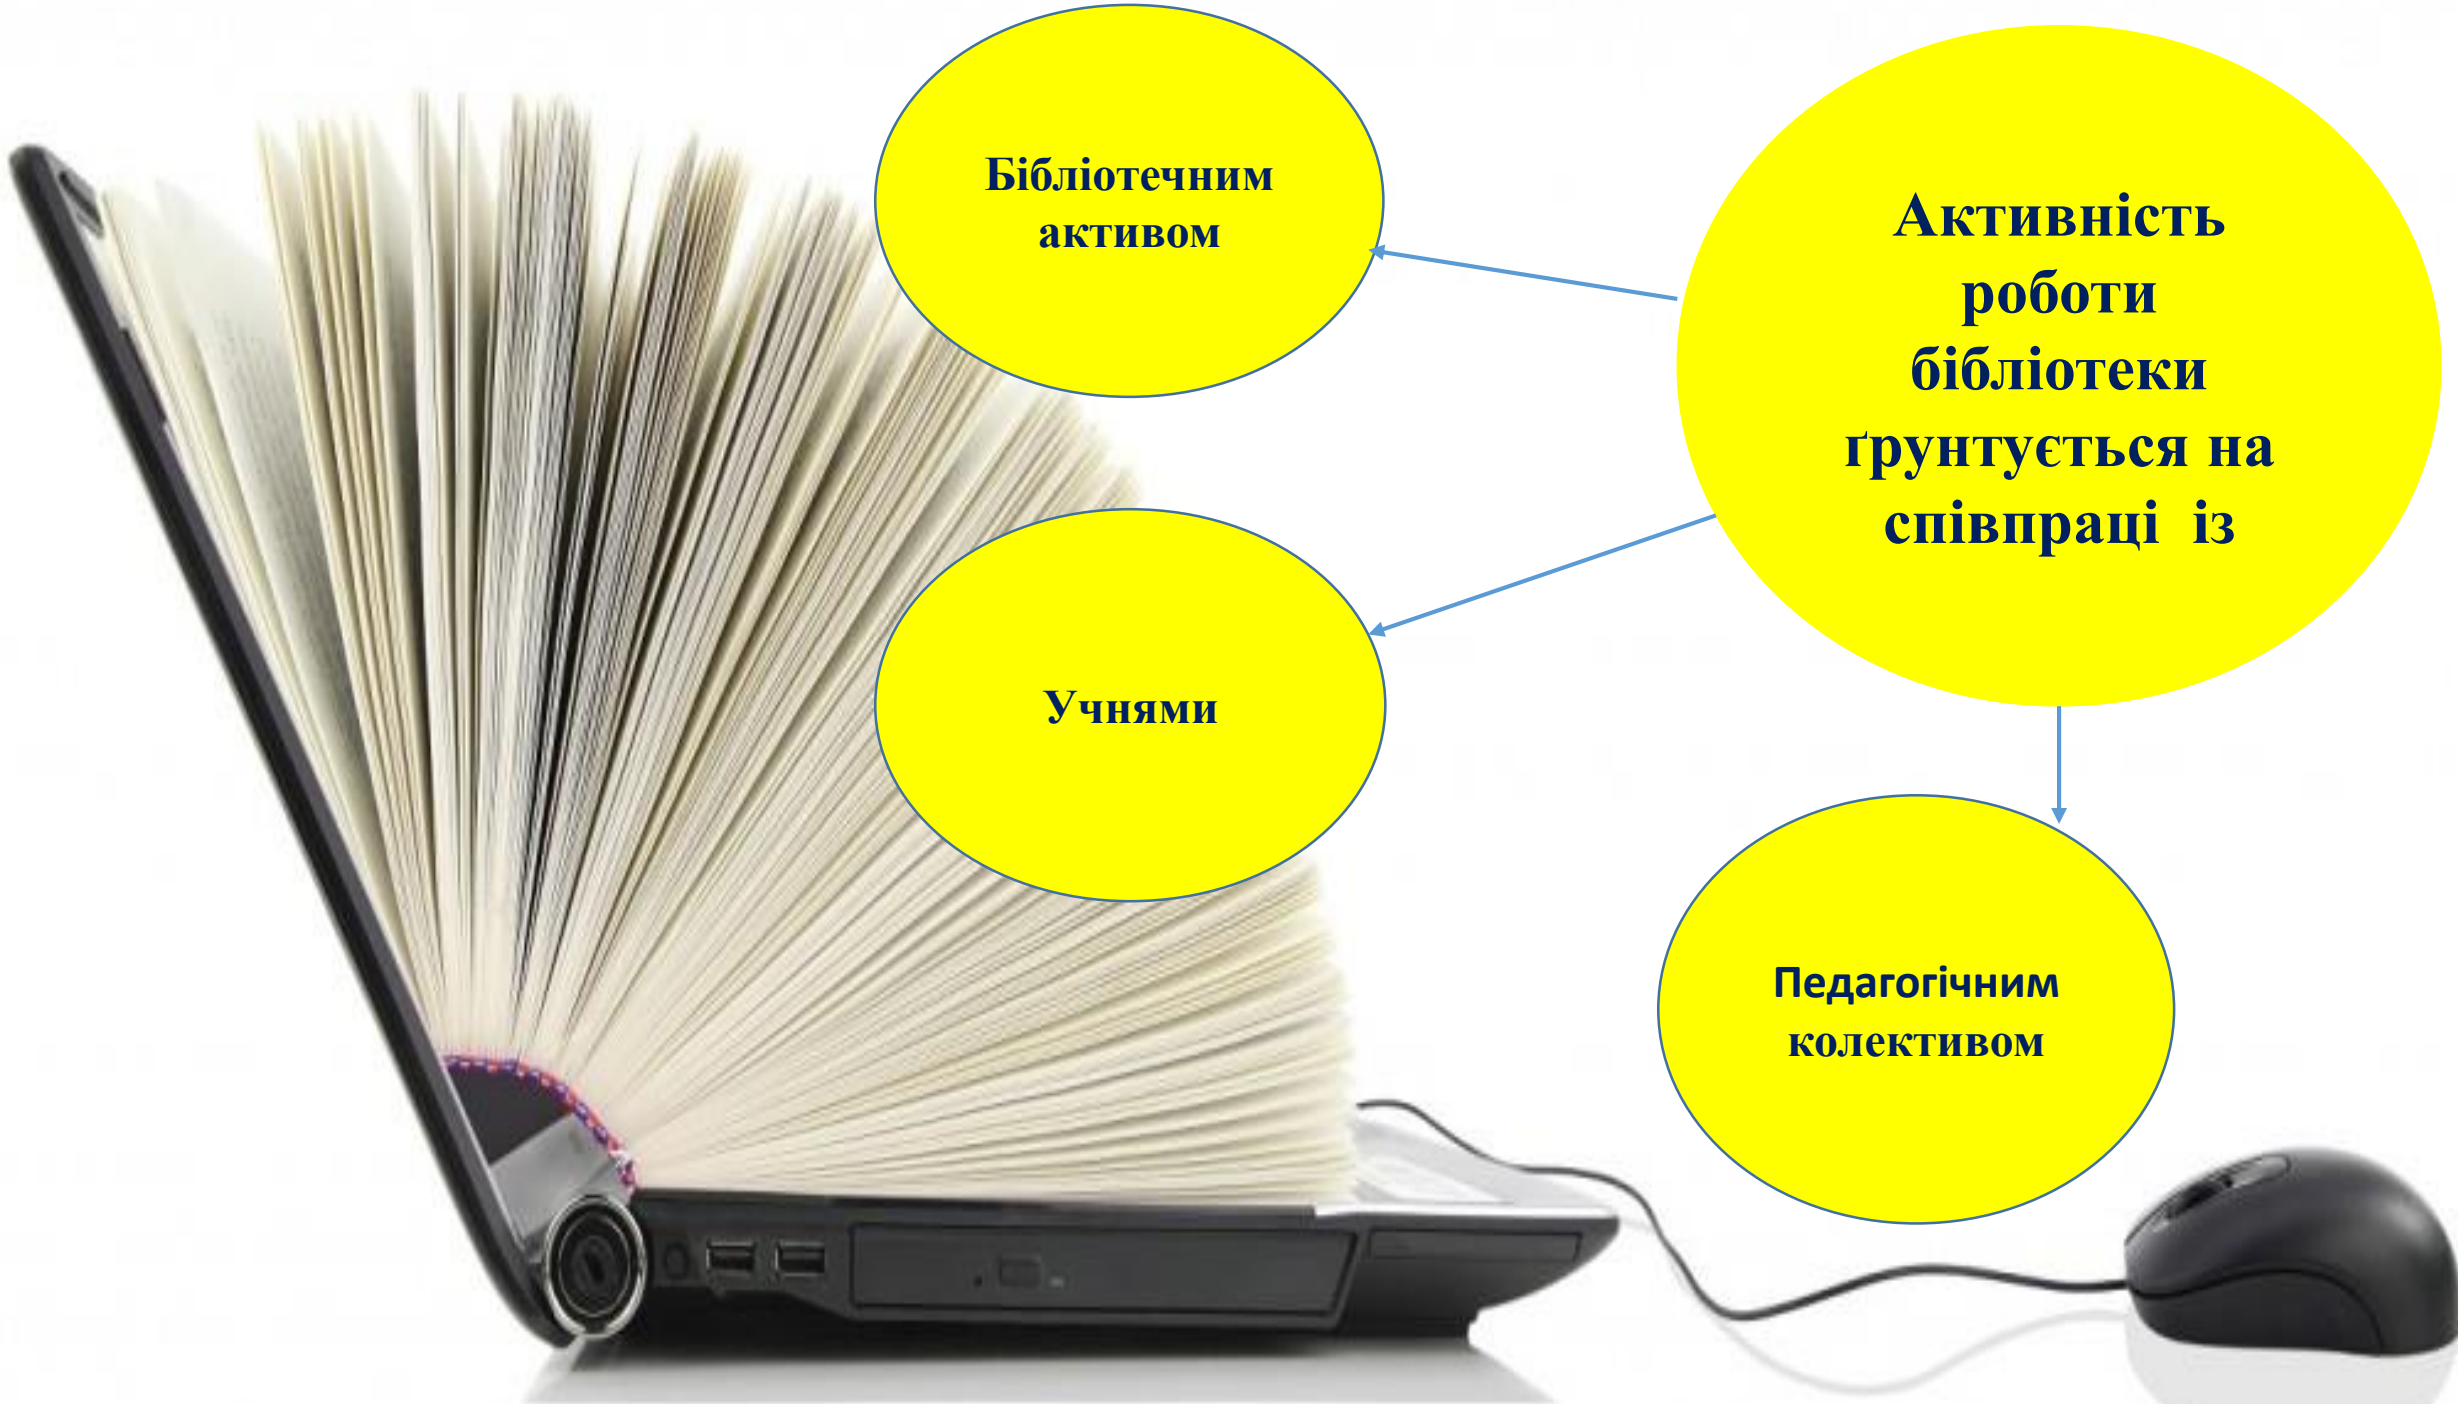 Активність
роботи
бібліотеки
ґрунтується на
співпраці  із
Бібліотечним
активом
Учнями
Педагогічним
колективом